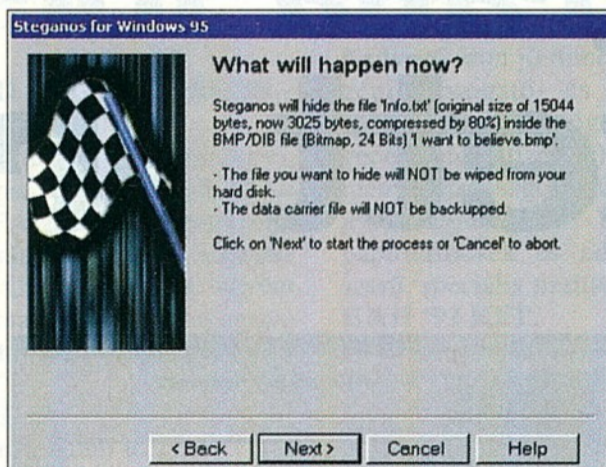 Steganos for Windows 95
What will happen now?
Steganos will hide the file 'Info.txt' (original size of 15044
bytes, now 3025 bytes, compressed by 80%) inside the
BMP/DIB file (Bitmap, 24 Bits) 'I want to believe.bmp'.
- The file you want to hide will NOT be wiped from your
hard disk.
- The data carrier file will NOT be backupped.
Click on 'Next' to start the process or 'Cancel' to abort.
< Back Next > Cancel Help